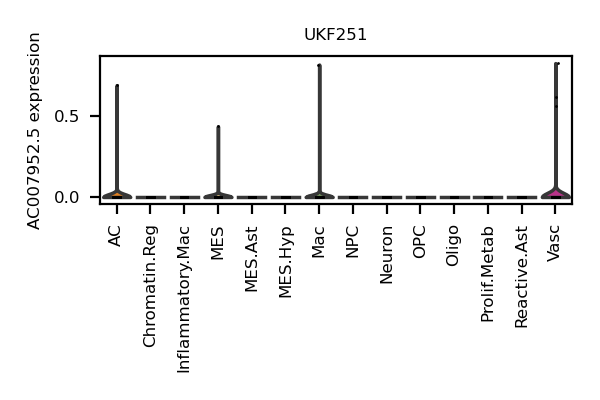 UKF251
AC007952.5 expression
0.5
0.0
AC
Chromatin.Reg
Inflammatory.Mac
MES
MES.Ast
MES.Hyp
Mac
NPC
Neuron
OPC
Oligo
Prolif.Metab
Reactive.Ast
Vasc